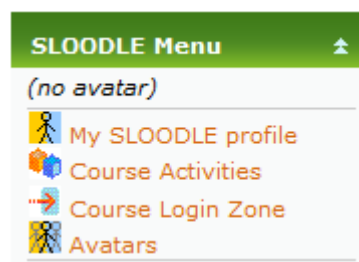 SLOODLE Menu
(no avatar)
My SLOODLE profile
Course Activities
Course Login Zone
Avatars